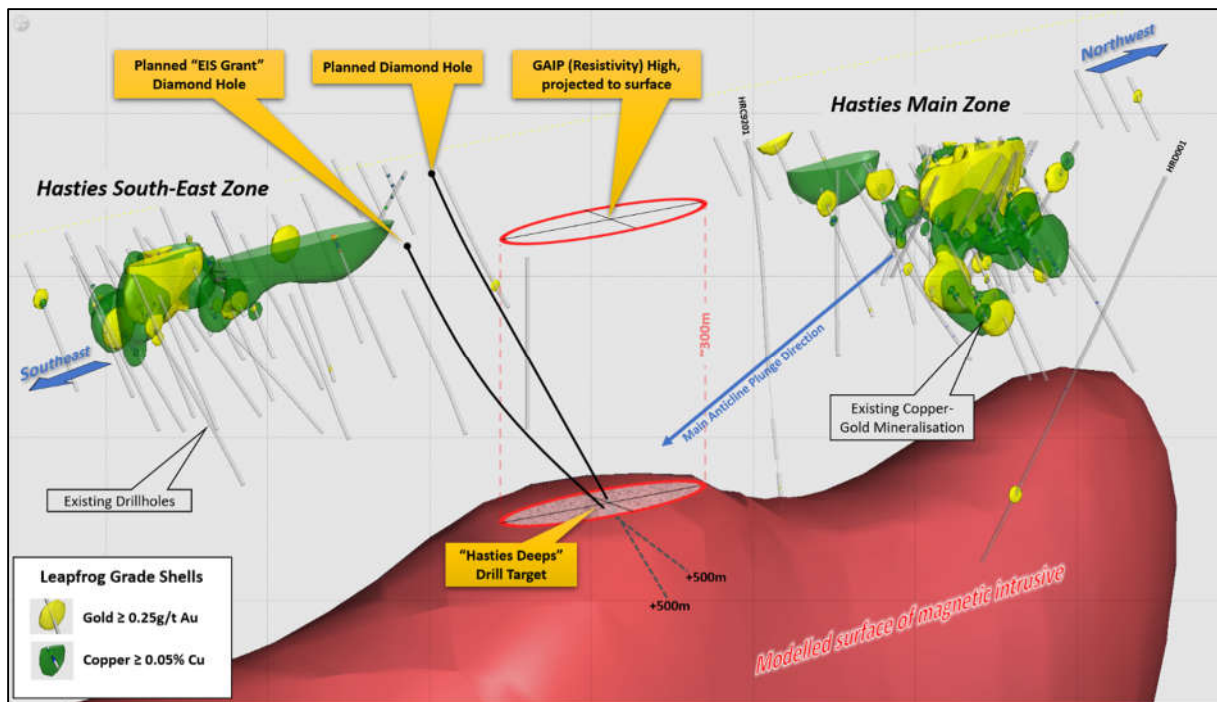 Planned "EIS Grant"
Diamond Hole
Planned Diamond Hole
GAIP (Resistivity) High,
projected to surface
Northwest
Hasties Main Zone
HRC9201
HRD001
Hasties South-East Zone
Southeast
~300m
Main Anticline Plunge Direction
Existing Copper-
Gold Mineralisation
Existing Drillholes
"Hasties Deeps"
Drill Target
+500m
+500m
Modelled surface of magnetic intrusive
Leapfrog Grade Shells
Gold ≥ 0.25g/t Au
Copper ≥ 0.05% Cu